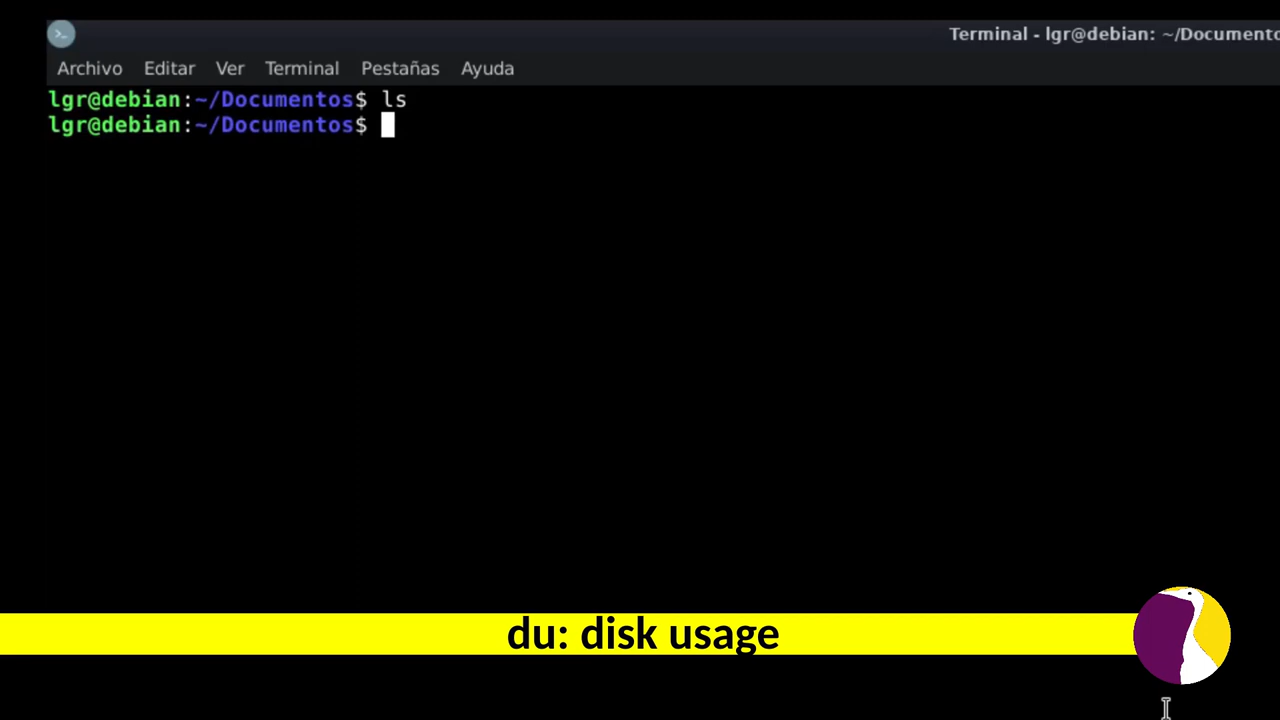 Terminal - lgr@debian: ~/Documento
Archivo Editar Ver Terminal Pestañas Ayuda
lgr@debian:~/Documentos$ ls
lgr@debian:~/Documentos$
du: disk usage